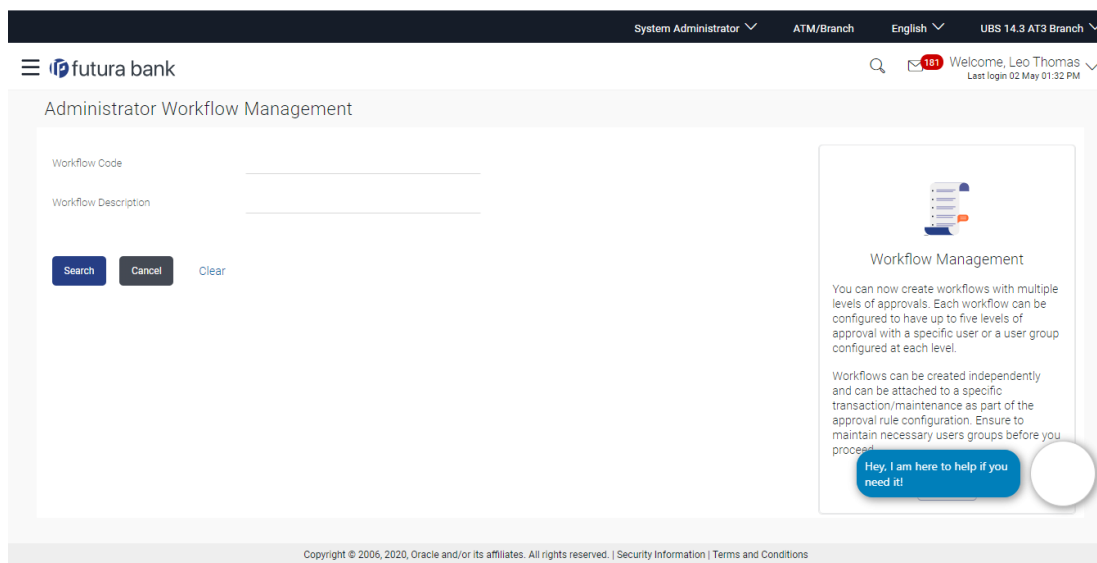 System Administrator ATM/Branch English UBS 14.3 AT3 Branch
futura bank
181
Welcome, Leo Thomas
Last login 02 May 01:32 PM
Administrator Workflow Management
Workflow Code
Workflow Description
Search Cancel Clear
Workflow Management
You can now create workflows with multiple
levels of approvals. Each workflow can be
configured to have up to five levels of
approval with a specific user or a user group
configured at each level.
Workflows can be created independently
and can be attached to a specific
transaction/maintenance as part of the
approval rule configuration. Ensure to
maintain necessary users groups before you
proceed
Hey, I am here to help if you
need it!
Copyright © 2006, 2020, Oracle and/or its affiliates. All rights reserved. | Security Information | Terms and Conditions